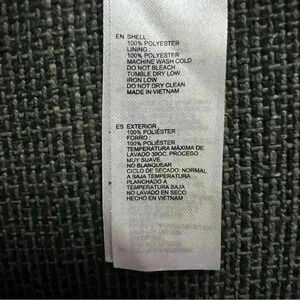 EN SHELL:
100% POLYESTER
LINING :
100% POLYESTER
MACHINE WASH COLD
DO NOT BLEACH
TUMBLE DRY LOW
IRON LOW
DO NOT DRY CLEAN
MADE IN VIETNAM
ES EXTERIOR:
100% POLIÉSTER
FORRO :
100% POLIÉSTER
TEMPERATURA MÁXIMA DE
LAVADO 30OC. PROCESO
MUY SUAVE
NO BLANQUEAR
CICLO DE SECADO: NORMAL
A BAJA TEMPERATURA
PLANCHADO A
TEMPERATURA BAJA
NO LAVADO EN SECO
HECHO EN VIETNAM